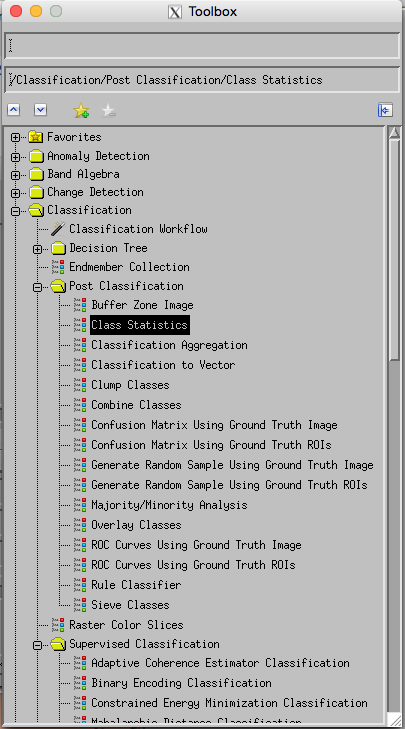 Toolbox
/Classification/Post Classification/Class Statistics
Favorites
Anomaly Detection
Band Algebra
Change Detection
Classification
Classification Workflow
Decision Tree
Endmember Collection
Post Classification
Buffer Zone Image
Class Statistics
Classification Aggregation
Classification to Vector
Clump Classes
Combine Classes
Confusion Matrix Using Ground Truth Image
Confusion Matrix Using Ground Truth ROIs
Generate Random Sample Using Ground Truth Image
Generate Random Sample Using Ground Truth ROIs
Majority/Minority Analysis
Overlay Classes
ROC Curves Using Ground Truth Image
ROC Curves Using Ground Truth ROIs
Rule Classifier
Sieve Classes
Raster Color Slices
Supervised Classification
Adaptive Coherence Estimator Classification
Binary Encoding Classification
Constrained Energy Minimization Classification
Mahalanobis Distance Classification